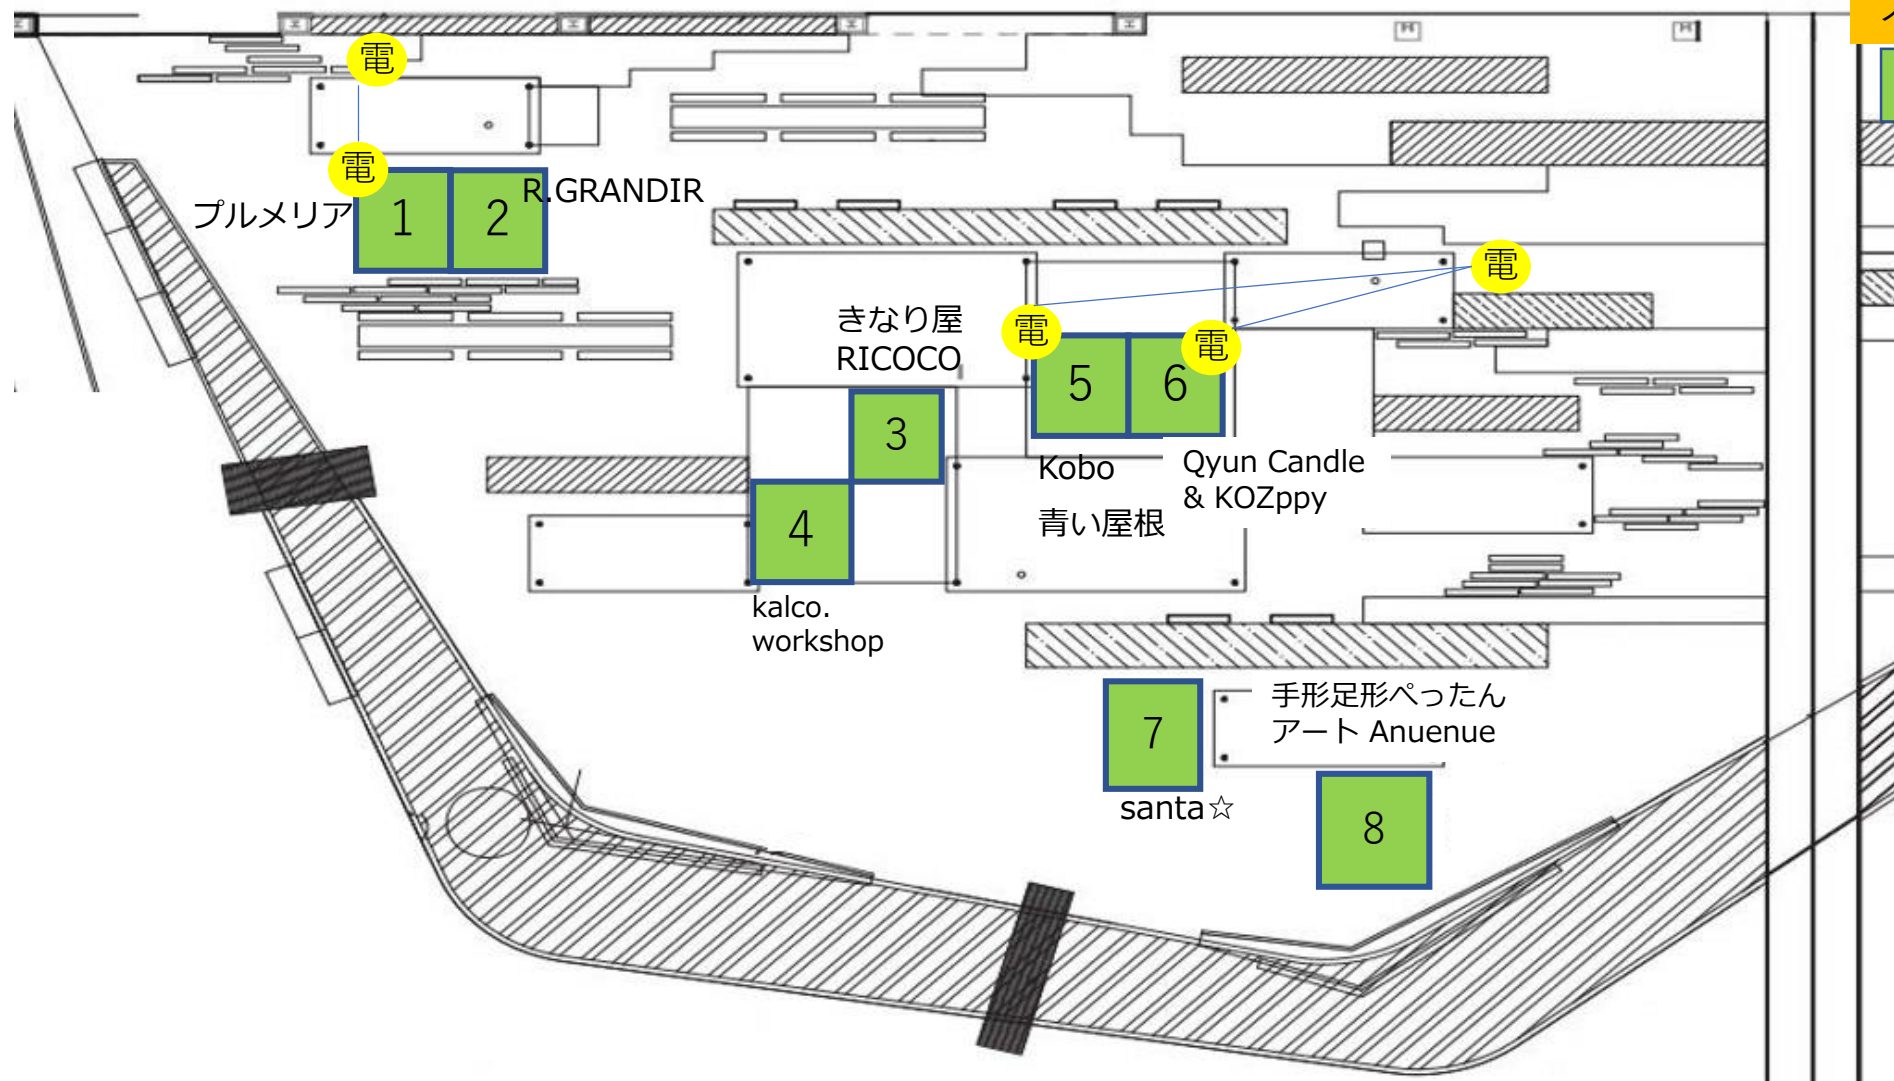 電
電
プルメリア
1
2
R.GRANDIR
電
きなり屋
RICOCO
電
電
5
6
3
Kobo
青い屋根
Qyun Candle
& KOZppy
4
kalco.
workshop
手形足形ぺったん
アート Anuenue
7
santa☆
8